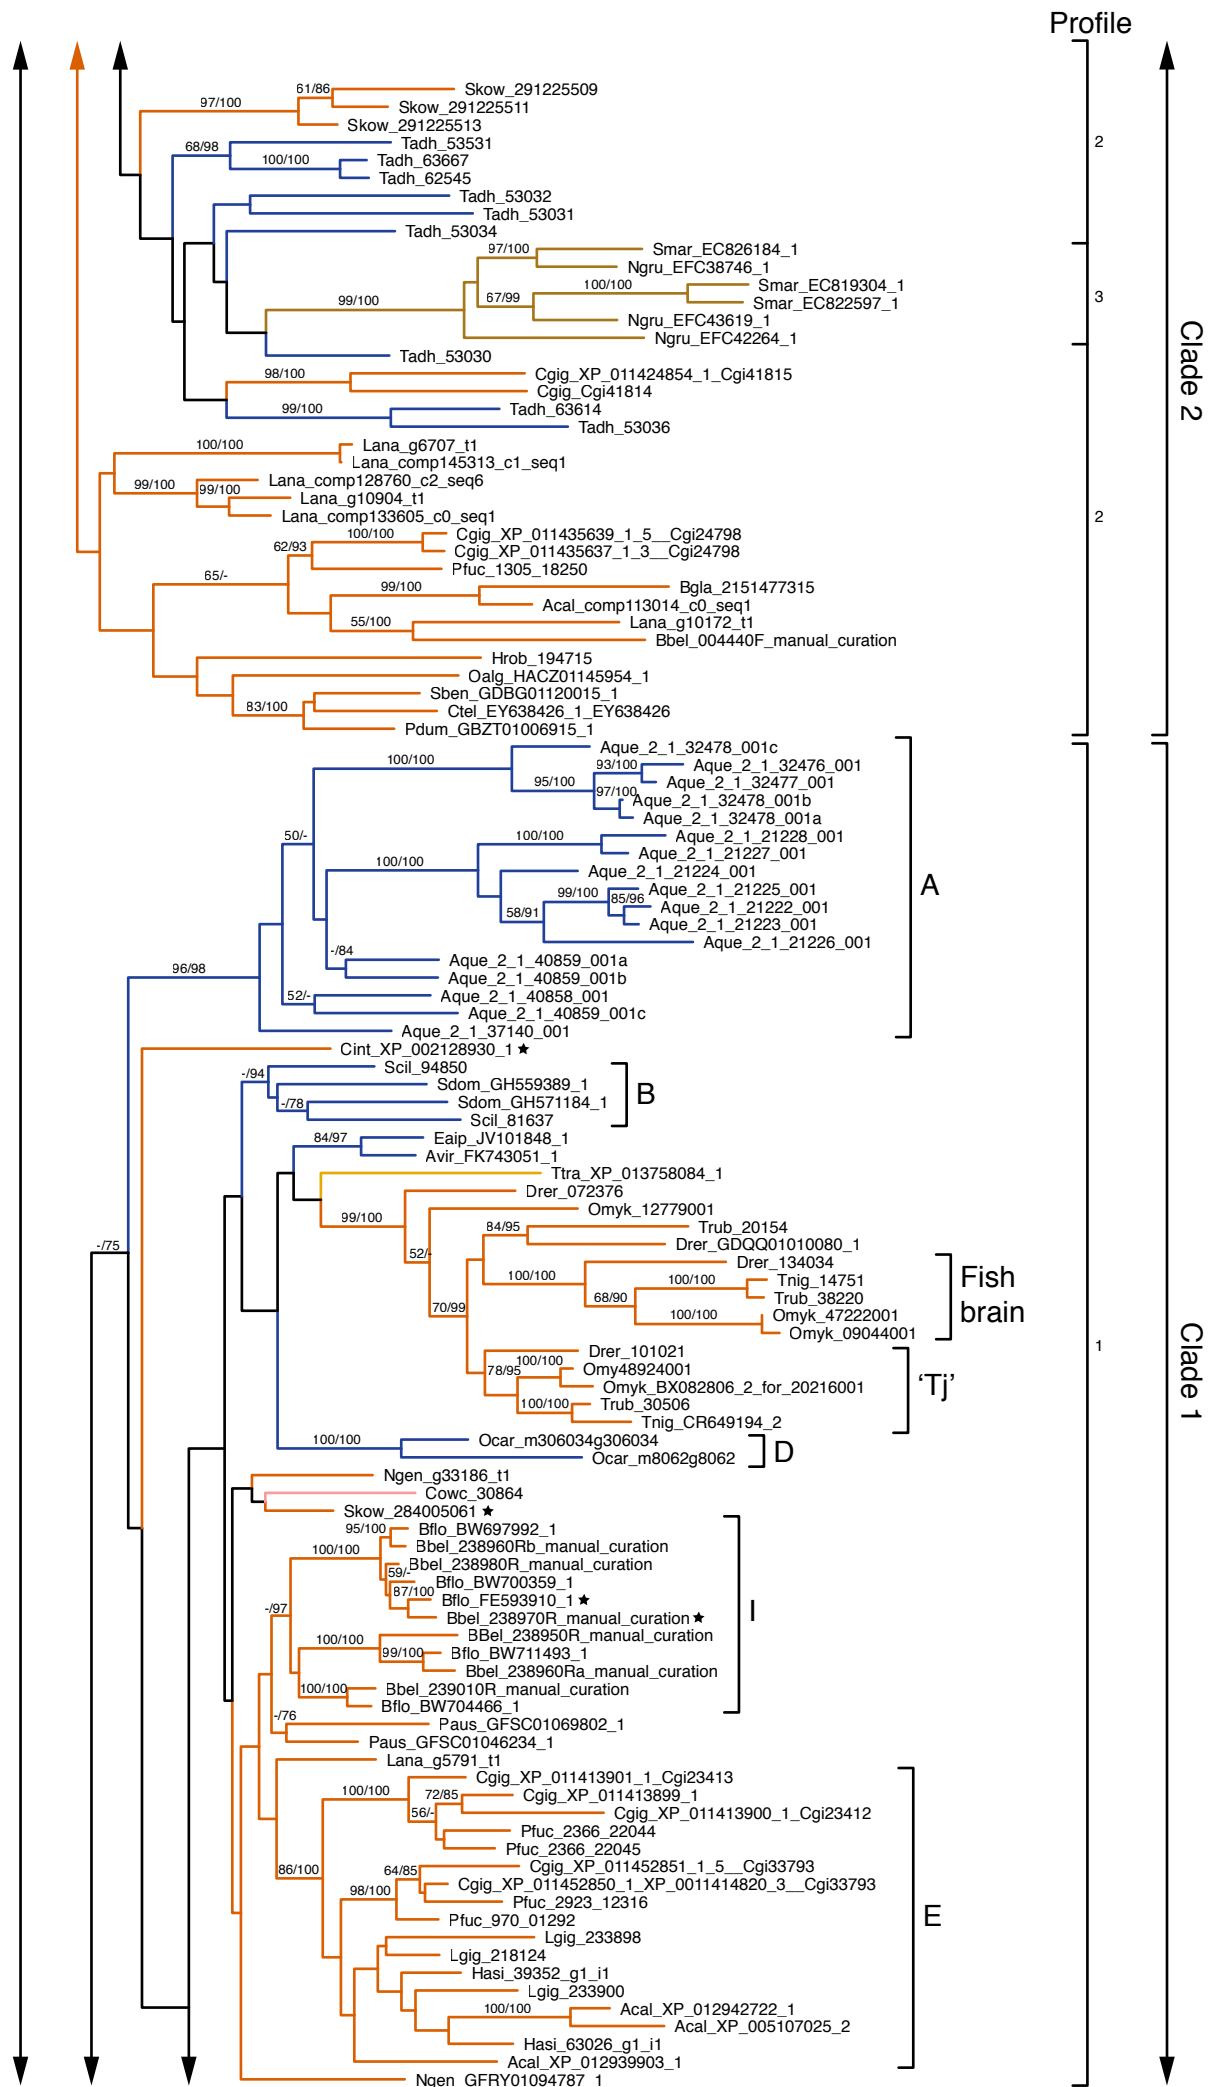 Profile
61/86
Skow_291225509
97/100
Skow_291225511
Skow_291225513
68/98
Tadh_53531
2
100/100
Tadh_63667
Tadh_62545
Tadh_53032
Tadh_53031
Tadh_53034
97/100
Smar_EC826184_1
Ngru_EFC38746_1
100/100
Smar_EC819304_1
99/100
67/99
Smar_EC822597_1
3
Ngru_EFC43619_1
Ngru_EFC42264_1
Tadh_53030
Clade 2
98/100
Cgig_XP_011424854_1_Cgi41815
Cgig_Cgi41814
99/100
Tadh_63614
Tadh_53036
100/100
Lana_g6707_t1
Lana_comp145313_c1_seq1
99/100
Lana_comp128760_c2_seq6
99/100
Lana_g10904_t1
Lana_comp133605_c0_seq1
2
100/100
Cgig_XP_011435639_1_5__Cgi24798
62/93
Cgig_XP_011435637_1_3__Cgi24798
Pfuc_1305_18250
65/-
99/100
Bgla_2151477315
Acal_comp113014_c0_seq1
55/100
Lana_g10172_t1
Bbel_004440F_manual_curation
Hrob_194715
Oalg_HACZ01145954_1
Sben_GDBG01120015_1
83/100
Ctel_EY638426_1_EY638426
Pdum_GBZT01006915_1
Aque_2_1_32478_001c
100/100
93/100
Aque_2_1_32476_001
95/100
Aque_2_1_32477_001
97/100
Aque_2_1_32478_001b
Aque_2_1_32478_001a
50/-
100/100
Aque_2_1_21228_001
Aque_2_1_21227_001
100/100
Aque_2_1_21224_001
A
99/100
Aque_2_1_21225_001
85/96
Aque_2_1_21222_001
58/91
Aque_2_1_21223_001
Aque_2_1_21226_001
-/84
Aque_2_1_40859_001a
96/98
Aque_2_1_40859_001b
52/-
Aque_2_1_40858_001
Aque_2_1_40859_001c
Aque_2_1_37140_001
Cint_XP_002128930_1 ★
-/94
Scil_94850
Sdom_GH559389_1
B
-/78
Sdom_GH571184_1
Scil_81637
84/97
Eaip_JV101848_1
Avir_FK743051_1
Ttra_XP_013758084_1
Drer_072376
99/100
Omyk_12779001
84/95
Trub_20154
-/75
52/-
Drer_GDQQ01010080_1
Drer_134034
100/100
100/100
Tnig_14751
Fish
brain
68/90
Trub_38220
70/99
100/100
Omyk_47222001
Omyk_09044001
1
Clade 1
Drer_101021
78/95
100/100
Omy48924001
Omyk_BX082806_2_for_20216001
'Tj'
100/100
Trub_30506
Tnig_CR649194_2
100/100
Ocar_m306034g306034
D
Ocar_m8062g8062
Ngen_g33186_t1
Cowc_30864
Skow_284005061 ★
95/100
Bflo_BW697992_1
100/100
Bbel_238960Rb_manual_curation
Bbel_238980R_manual_curation
59/-
Bflo_BW700359_1
87/100
Bflo_FE593910_1 ★
-/97
Bbel_238970R_manual_curation ★
I
100/100
BBel_238950R_manual_curation
99/100
Bflo_BW711493_1
Bbel_238960Ra_manual_curation
100/100
Bbel_239010R_manual_curation
Bflo_BW704466_1
-/76
Paus_GFSC01069802_1
Paus_GFSC01046234_1
Lana_g5791_t1
100/100
Cgig_XP_011413901_1_Cgi23413
72/85
Cgig_XP_011413899_1
56/-
Cgig_XP_011413900_1_Cgi23412
Pfuc_2366_22044
Pfuc_2366_22045
86/100
64/85
Cgig_XP_011452851_1_5__Cgi33793
98/100
Cgig_XP_011452850_1_XP_0011414820_3__Cgi33793
Pfuc_2923_12316
E
Pfuc_970_01292
Lgig_233898
Lgig_218124
Hasi_39352_g1_i1
Lgig_233900
100/100
Acal_XP_012942722_1
Acal_XP_005107025_2
Hasi_63026_g1_i1
Acal_XP_012939903_1
Ngen_GFRY01094787_1